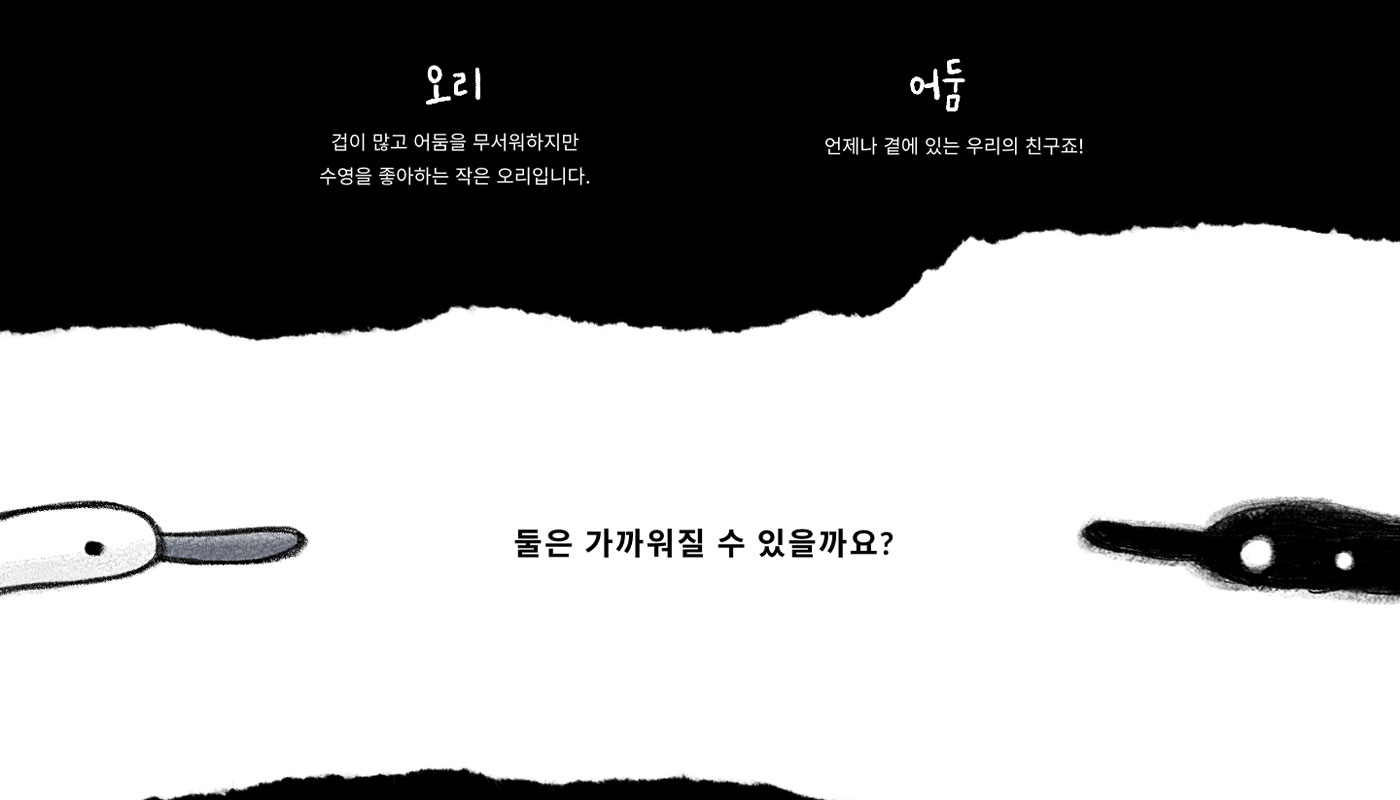 오리
겁이 많고 어둠을 무서워하지만
수영을 좋아하는 작은 오리입니다.
어둠
언제나 곁에 있는 우리의 친구죠!
둘은 가까워질 수 있을까요?